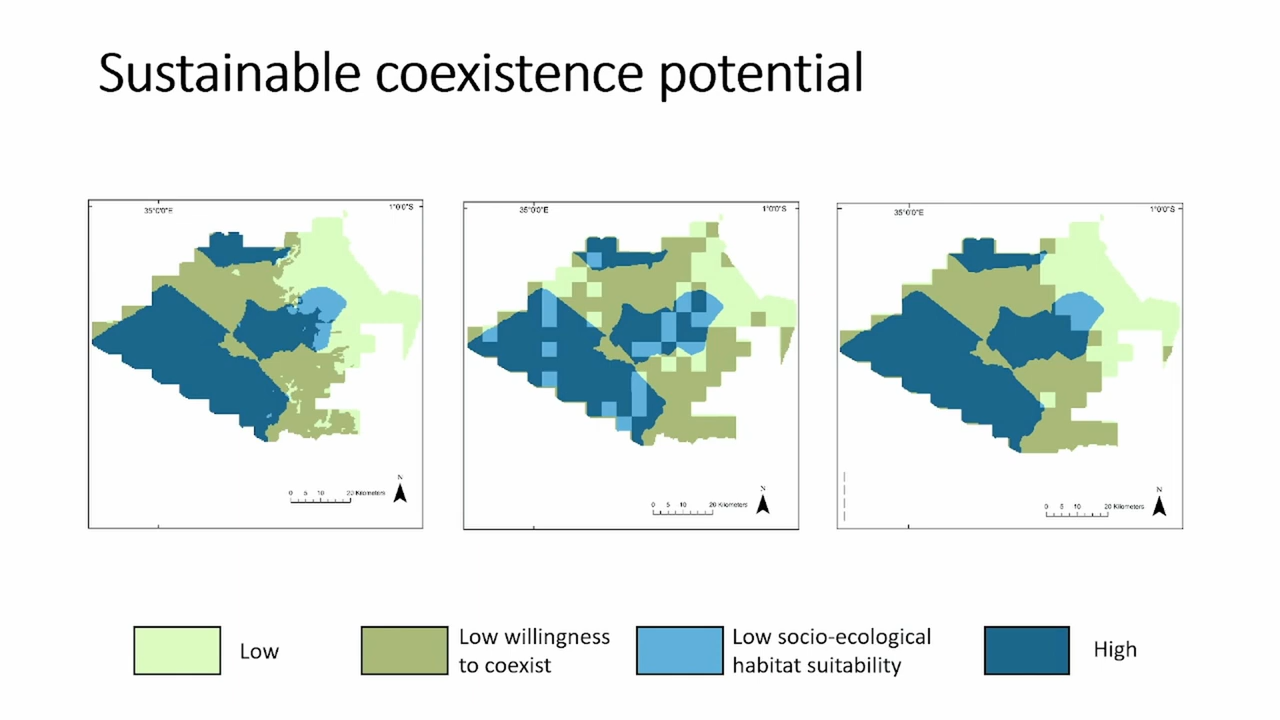 Sustainable coexistence potential
35°0'0"E
1°0'0"S
35°0'0"E
1°0'0"S
35°0'0"E
1°0'0"S
N
0 5 10 20 Kilometers
N
0 5 10 20 Kilometers
N
0 5 10 20 Kilometers
Low
Low willingness
to coexist
Low socio-ecological
habitat suitability
High